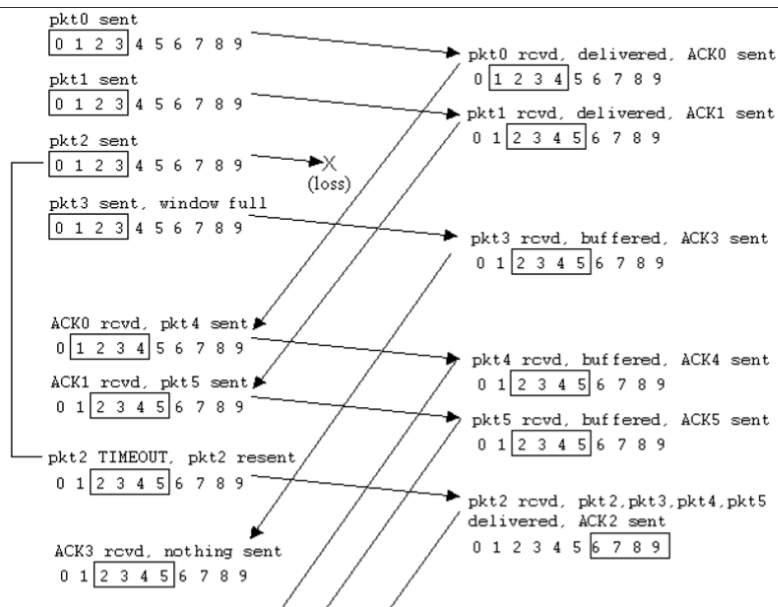 pkt0 sent
0 1 2 3 4 5 6 7 8 9
pkt0 rcvd, delivered, ACK0 sent
0 1 2 3 4 5 6 7 8 9
pkt1 sent
0 1 2 3 4 5 6 7 8 9
pkt1 rcvd, delivered, ACK1 sent
0 1 2 3 4 5 6 7 8 9
pkt2 sent
0 1 2 3 4 5 6 7 8 9
X
(loss)
pkt3 sent, window full
0 1 2 3 4 5 6 7 8 9
pkt3 rcvd, buffered, ACK3 sent
0 1 2 3 4 5 6 7 8 9
ACK0 rcvd, pkt4 sent
0 1 2 3 4 5 6 7 8 9
pkt4 rcvd, buffered, ACK4 sent
0 1 2 3 4 5 6 7 8 9
ACK1 rcvd, pkt5 sent
0 1 2 3 4 5 6 7 8 9
pkt5 rcvd, buffered, ACK5 sent
0 1 2 3 4 5 6 7 8 9
pkt2 TIMEOUT, pkt2 resent
0 1 2 3 4 5 6 7 8 9
pkt2 rcvd, pkt2,pkt3,pkt4,pkt5
delivered, ACK2 sent
0 1 2 3 4 5 6 7 8 9
ACK3 rcvd, nothing sent
0 1 2 3 4 5 6 7 8 9